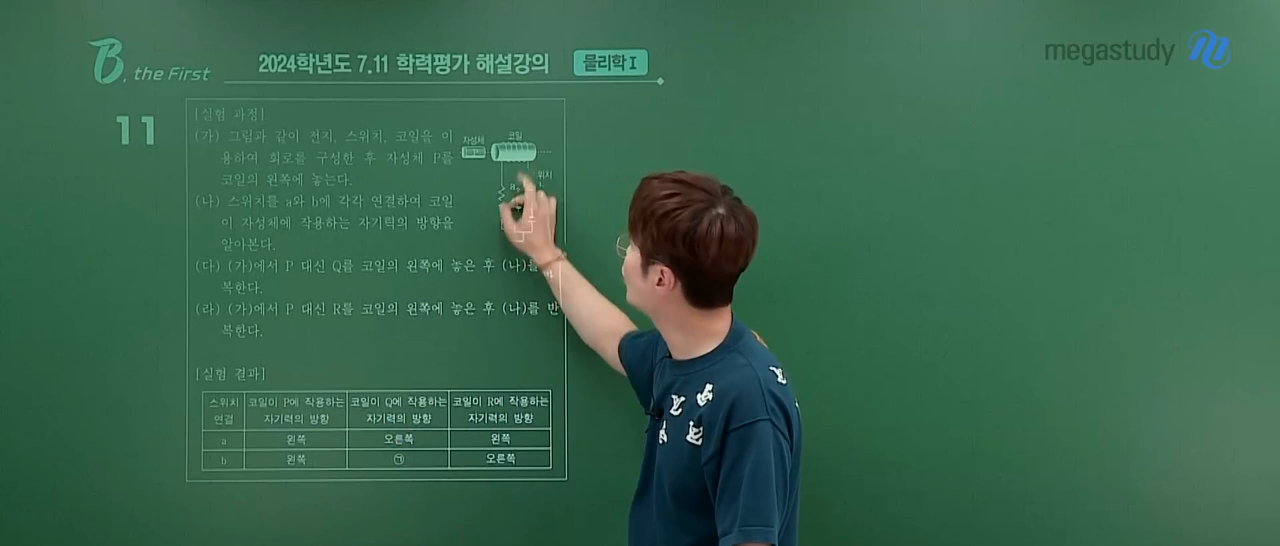 B, the First
2024학년도 7.11 학력평가 해설강의
물리학 I
megastudy
11
[실험 과정]
(가) 그림과 같이 전지, 스위치, 코일을 이
용하여 회로를 구성한 후 자성체 P를
코일의 왼쪽에 놓는다.
(나) 스위치를 a와 b에 각각 연결하여 코일
이 자성체에 작용하는 자기력의 방향을
알아본다.
(다) (가)에서 P 대신 Q를 코일의 왼쪽에 놓은 후 (나)를
복한다.
(라) (가)에서 P 대신 R를 코일의 왼쪽에 놓은 후 (나)를 반
복한다.
자성체
코일
위치
a
[실험 결과]
스위치 연결 코일이 P에 작용하는 자기력의 방향 코일이 Q에 작용하는 자기력의 방향 코일이 R에 작용하는 자기력의 방향
a 왼쪽 오른쪽 왼쪽
b 왼쪽 ㉠ 오른쪽